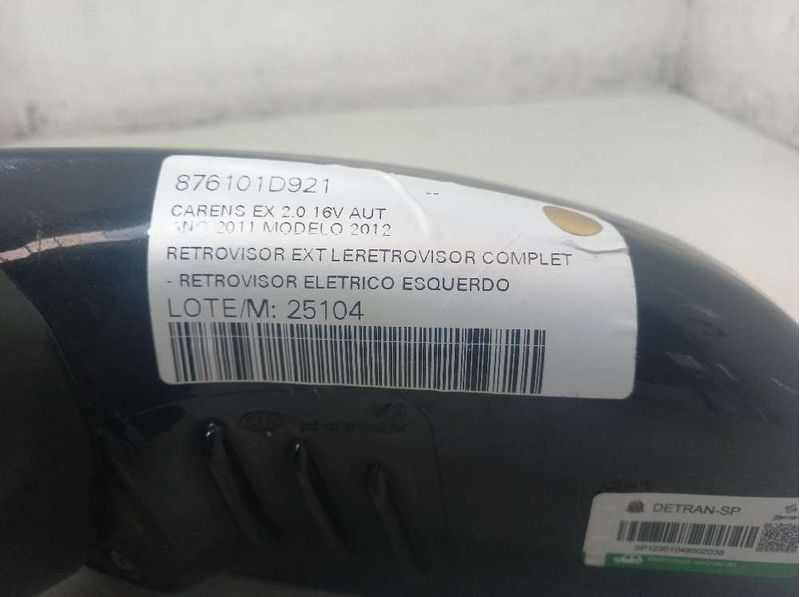 876101D921
--
CARENS EX 2.0 16V AUT
ANO 2011 MODELO 2012
RETROVISOR EXT LERETROVISOR COMPLET
- RETROVISOR ELETRICO ESQUERDO
LOTE/M: 25104
DETRAN-SP
SP12301049502038
Retrovisor esquerdo